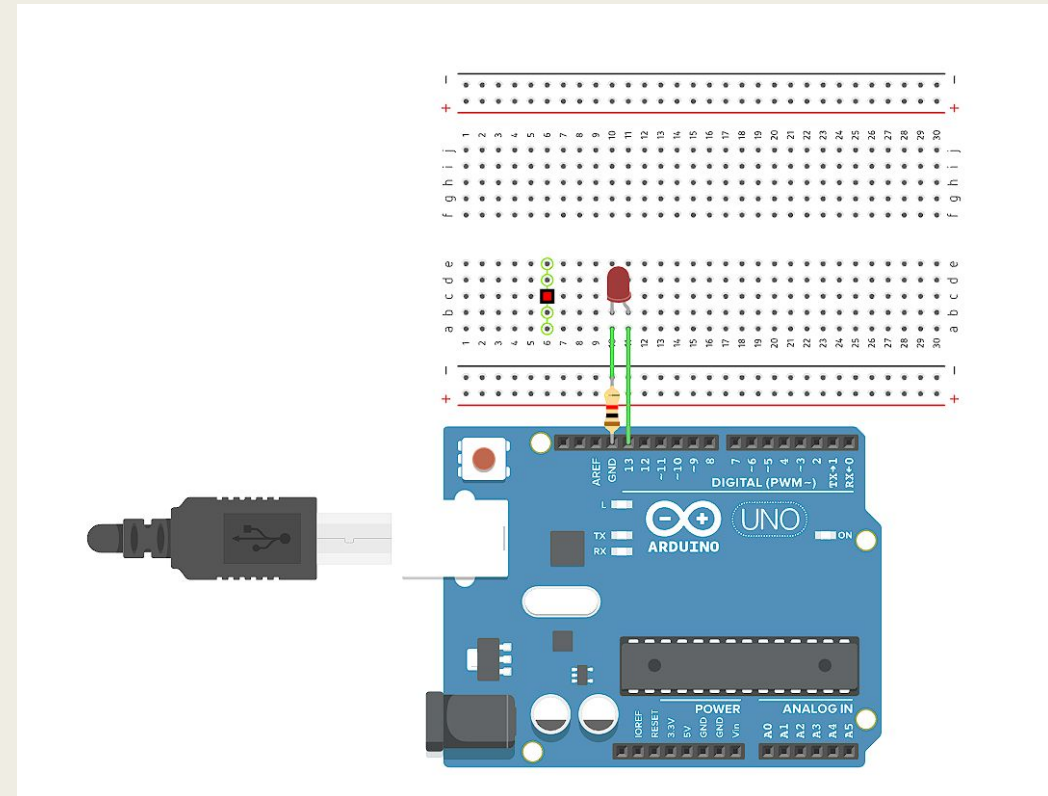 − −
+ +
1 2 3 4 5 6 7 8 9 10 11 12 13 14 15 16 17 18 19 20 21 22 23 24 25 26 27 28 29 30
j j
i i
h h
g g
f f
e e
d d
c c
b b
a a
1 2 3 4 5 6 7 8 9 10 11 12 13 14 15 16 17 18 19 20 21 22 23 24 25 26 27 28 29 30
− −
+ +
AREF GND 13 12 ~11 ~10 ~9 8 7 ~6 ~5 4 ~3 2 TX→1 RX←0
DIGITAL (PWM~)
L
TX
RX
ARDUINO
UNO
ON
POWER
ANALOG IN
IOREF RESET 3.3V 5V GND GND Vin A0 A1 A2 A3 A4 A5